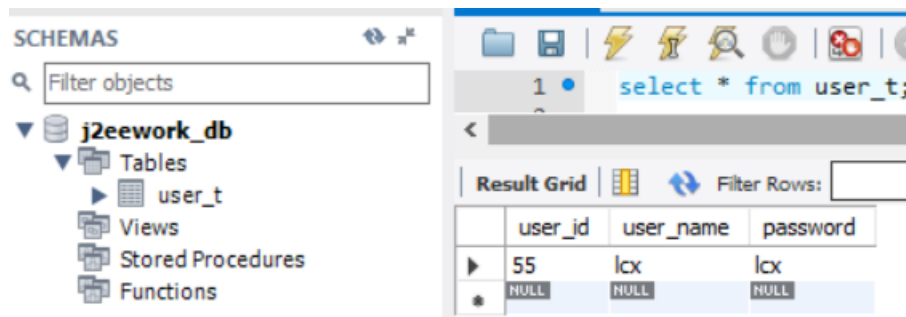 SCHEMAS
Filter objects
j2eework_db
Tables
user_t
Views
Stored Procedures
Functions
1 select * from user_t;
Result Grid Filter Rows:
user_id user_name password
55 lcx lcx
NULL NULL NULL